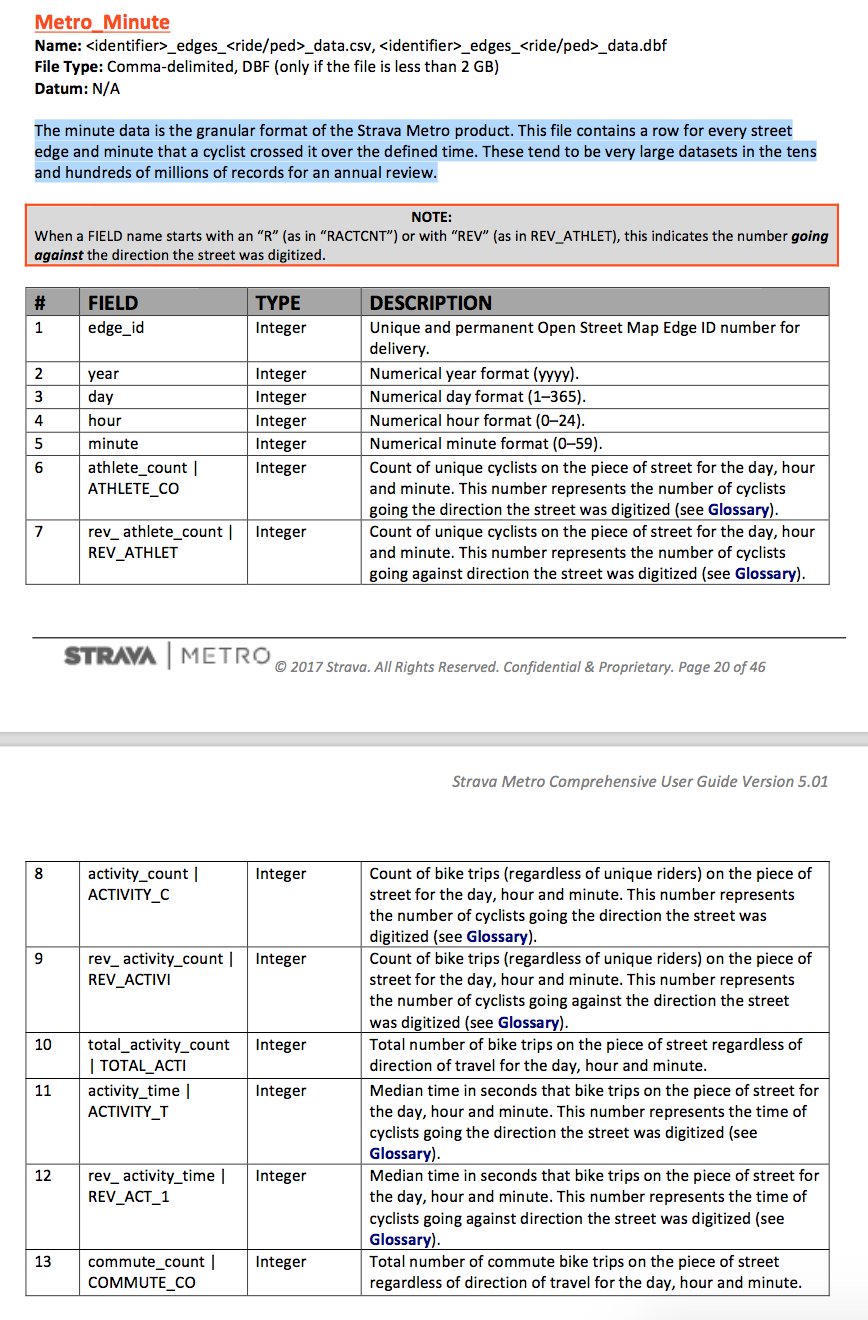 Metro_Minute
Name: <identifier>_edges_<ride/ped>_data.csv, <identifier>_edges_<ride/ped>_data.dbf
File Type: Comma-delimited, DBF (only if the file is less than 2 GB)
Datum: N/A
The minute data is the granular format of the Strava Metro product. This file contains a row for every street
edge and minute that a cyclist crossed it over the defined time. These tend to be very large datasets in the tens
and hundreds of millions of records for an annual review.
NOTE:
When a FIELD name starts with an “R” (as in “RACTCNT”) or with “REV” (as in REV_ATHLET), this indicates the number going
against the direction the street was digitized.
# FIELD TYPE DESCRIPTION
1 edge_id Integer Unique and permanent Open Street Map Edge ID number for
delivery.
2 year Integer Numerical year format (yyyy).
3 day Integer Numerical day format (1–365).
4 hour Integer Numerical hour format (0–24).
5 minute Integer Numerical minute format (0–59).
6 athlete_count | Integer Count of unique cyclists on the piece of street for the day, hour
ATHLETE_CO and minute. This number represents the number of cyclists
going the direction the street was digitized (see Glossary).
7 rev_ athlete_count | Integer Count of unique cyclists on the piece of street for the day, hour
REV_ATHLET and minute. This number represents the number of cyclists
going against direction the street was digitized (see Glossary).
STRAVA | METRO © 2017 Strava. All Rights Reserved. Confidential & Proprietary. Page 20 of 46
Strava Metro Comprehensive User Guide Version 5.01
8 activity_count | Integer Count of bike trips (regardless of unique riders) on the piece of
ACTIVITY_C street for the day, hour and minute. This number represents
the number of cyclists going the direction the street was
digitized (see Glossary).
9 rev_ activity_count | Integer Count of bike trips (regardless of unique riders) on the piece of
REV_ACTIVI street for the day, hour and minute. This number represents
the number of cyclists going against the direction the street
was digitized (see Glossary).
10 total_activity_count Integer Total number of bike trips on the piece of street regardless of
| TOTAL_ACTI direction of travel for the day, hour and minute.
11 activity_time | Integer Median time in seconds that bike trips on the piece of street for
ACTIVITY_T the day, hour and minute. This number represents the time of
cyclists going the direction the street was digitized (see
Glossary).
12 rev_ activity_time | Integer Median time in seconds that bike trips on the piece of street for
REV_ACT_1 the day, hour and minute. This number represents the time of
cyclists going against direction the street was digitized (see
Glossary).
13 commute_count | Integer Total number of commute bike trips on the piece of street
COMMUTE_CO regardless of direction of travel for the day, hour and minute.